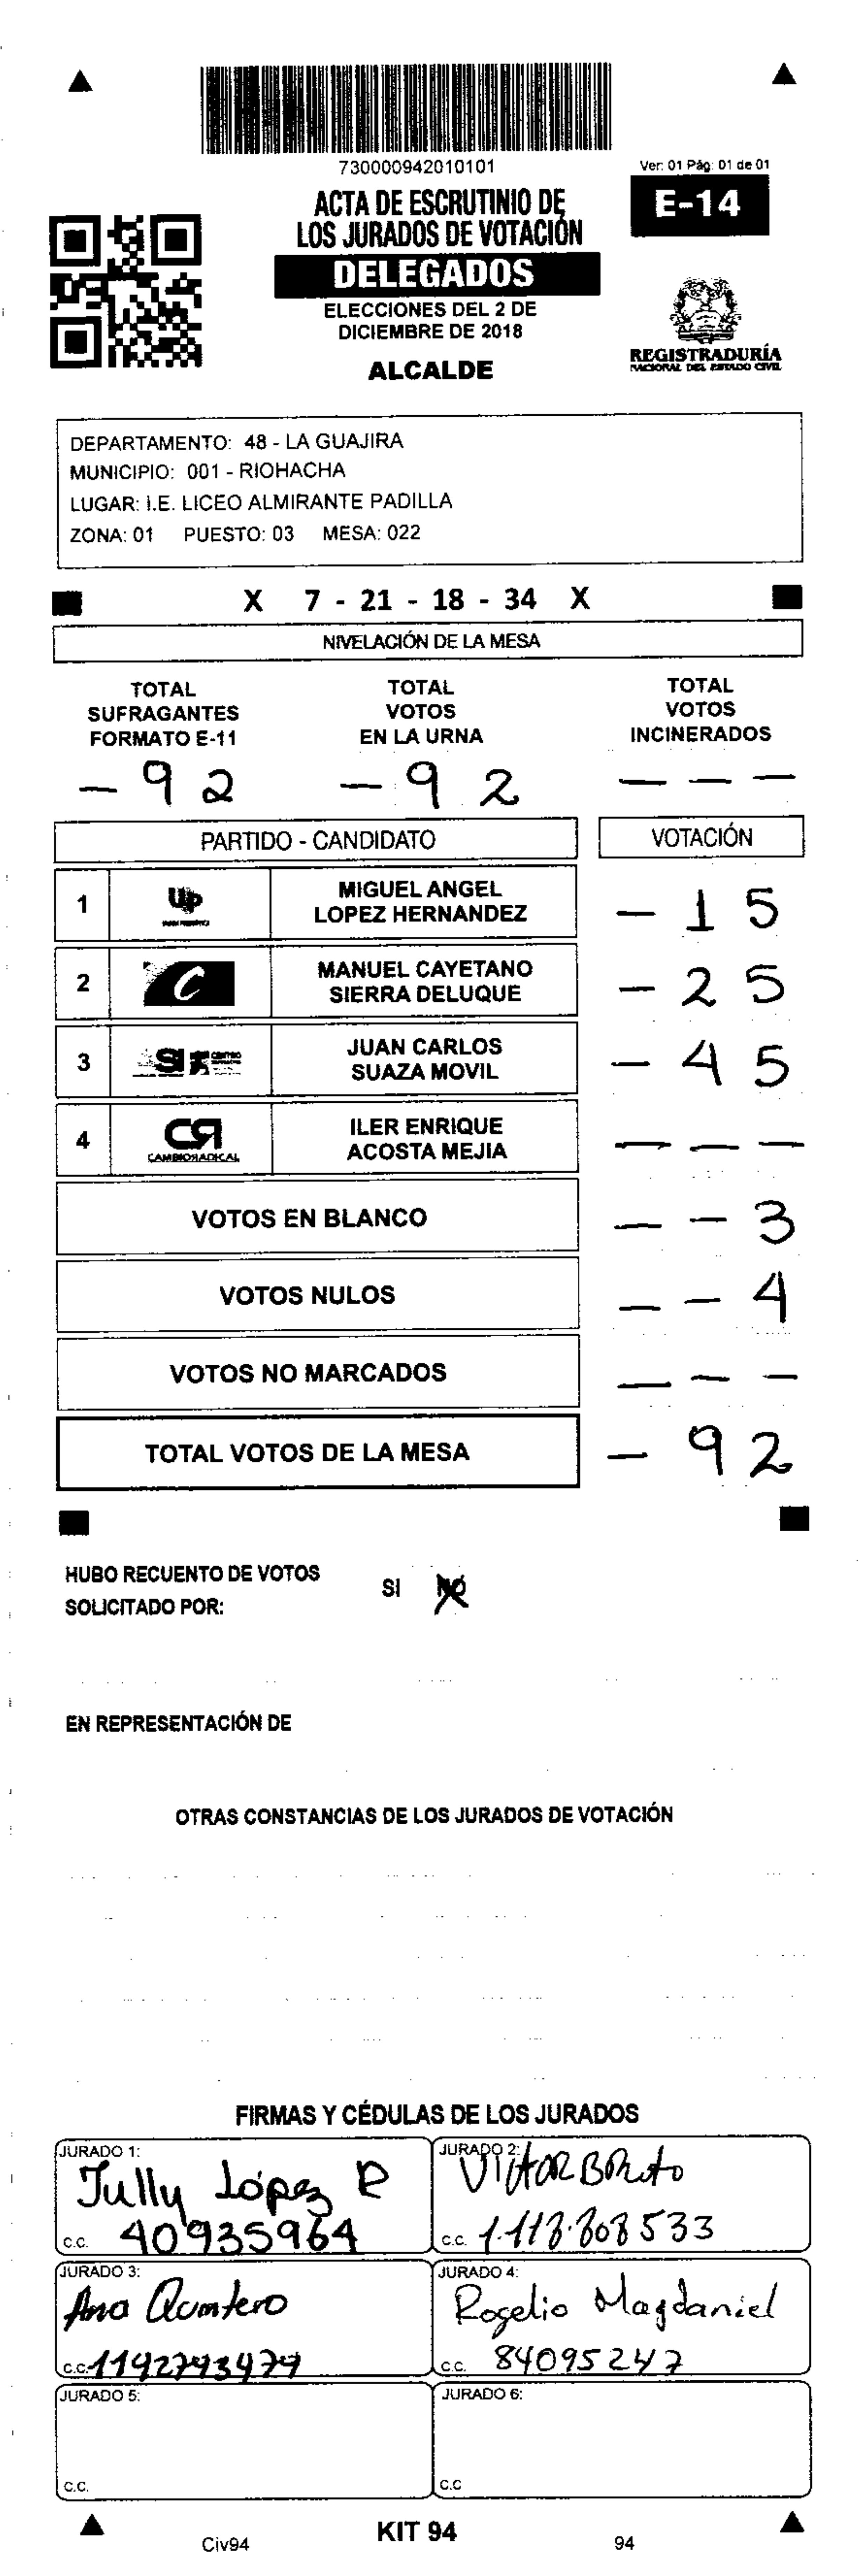 730000942010101
Ver: 01 Pág: 01 de 01
ACTA DE ESCRUTINIO DE
LOS JURADOS DE VOTACIÓN
E-14
DELEGADOS
ELECCIONES DEL 2 DE
DICIEMBRE DE 2018
ALCALDE
REGISTRADURÍA
NACIONAL DEL ESTADO CIVIL
DEPARTAMENTO: 48 - LA GUAJIRA
MUNICIPIO: 001 - RIOHACHA
LUGAR: I.E. LICEO ALMIRANTE PADILLA
ZONA: 01 PUESTO: 03 MESA: 022
X 7 - 21 - 18 - 34 X
NIVELACIÓN DE LA MESA
TOTAL
SUFRAGANTES
FORMATO E-11
TOTAL
VOTOS
EN LA URNA
TOTAL
VOTOS
INCINERADOS
- 9 2
- 9 2
- - -
PARTIDO - CANDIDATO
VOTACIÓN
1
Up
MIGUEL ANGEL
LOPEZ HERNANDEZ
- 1 5
2
C
MANUEL CAYETANO
SIERRA DELUQUE
- 2 5
3
SI
CENTRO
JUAN CARLOS
SUAZA MOVIL
- 4 5
4
CR
CAMBIO RADICAL
ILER ENRIQUE
ACOSTA MEJIA
- - -
VOTOS EN BLANCO
- - 3
VOTOS NULOS
- - 4
VOTOS NO MARCADOS
- - -
TOTAL VOTOS DE LA MESA
- 9 2
HUBO RECUENTO DE VOTOS
SOLICITADO POR:
SI NO
EN REPRESENTACIÓN DE
OTRAS CONSTANCIAS DE LOS JURADOS DE VOTACIÓN
FIRMAS Y CÉDULAS DE LOS JURADOS
JURADO 1:
Jully López R
C.C. 40935964
JURADO 2:
Victor Brito
C.C. 1.118.808533
JURADO 3:
Ana Quintero
C.C. 1192793479
JURADO 4:
Rogelio Magdaniel
C.C. 84095247
JURADO 5:
C.C.
JURADO 6:
C.C
Civ94
KIT 94
94